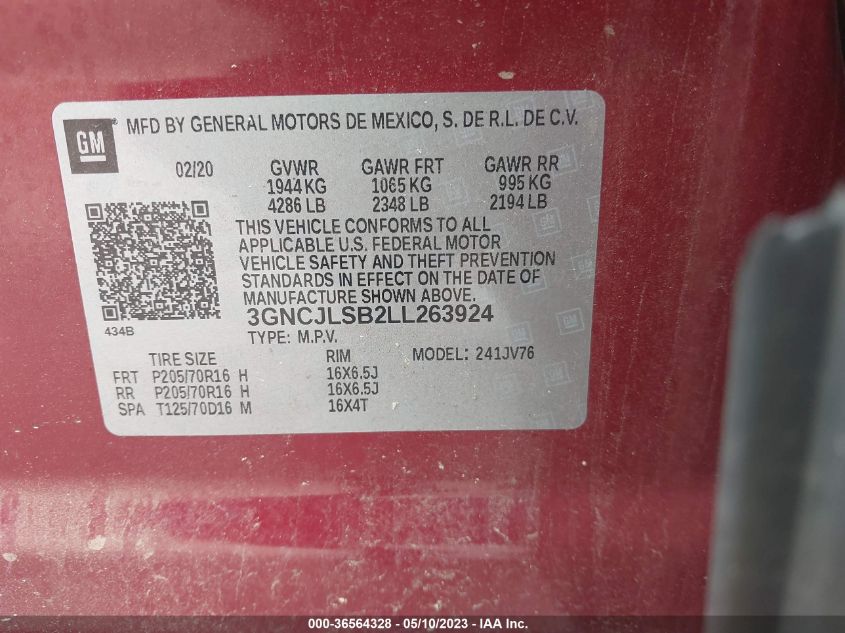 GM
MFD BY GENERAL MOTORS DE MEXICO, S. DE R.L. DE C.V.
02/20 GVWR GAWR FRT GAWR RR
1944 KG 1065 KG 995 KG
4286 LB 2348 LB 2194 LB
THIS VEHICLE CONFORMS TO ALL
APPLICABLE U.S. FEDERAL MOTOR
VEHICLE SAFETY AND THEFT PREVENTION
STANDARDS IN EFFECT ON THE DATE OF
MANUFACTURE SHOWN ABOVE.
434B
3GNCJLSB2LL263924
TYPE: M.P.V.
TIRE SIZE RIM MODEL: 241JV76
FRT P205/70R16 H 16X6.5J
RR P205/70R16 H 16X6.5J
SPA T125/70D16 M 16X4T
000-36564328 - 05/10/2023 - IAAI.com